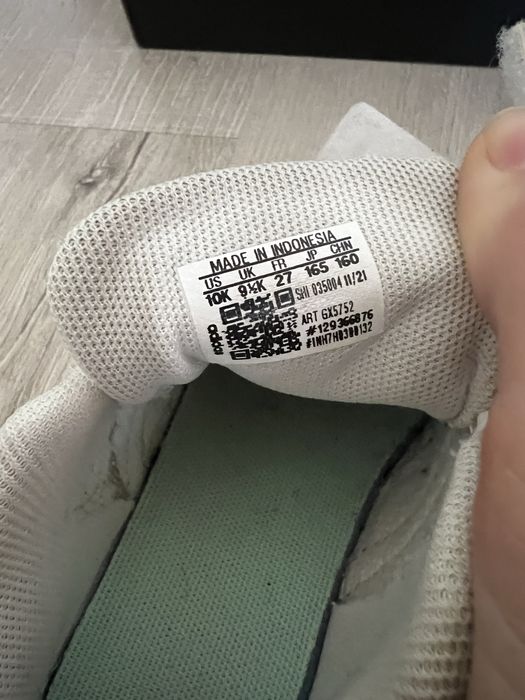 MADE IN INDONESIA
US UK FR JP CHN
10K 9½K 27 165 160
SHI 035004 11/21
ART GX5752
#129366876